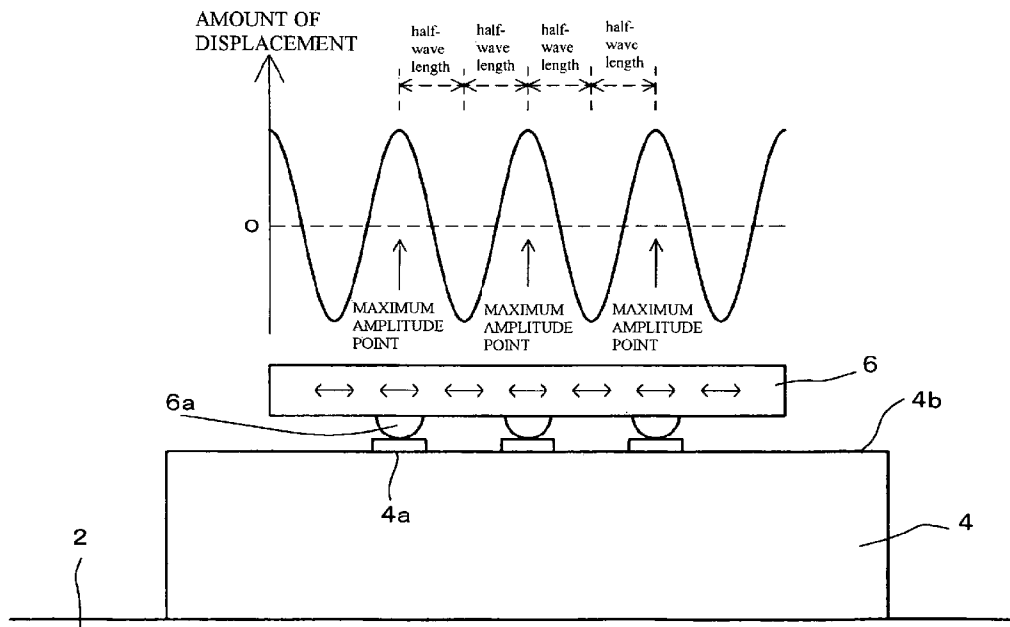 AMOUNT OF
DISPLACEMENT
half-
wave
length
half-
wave
length
half-
wave
length
half-
wave
length
O
MAXIMUM
AMPLITUDE
POINT
MAXIMUM
AMPLITUDE
POINT
MAXIMUM
AMPLITUDE
POINT
6
6a
4b
4a
4
2